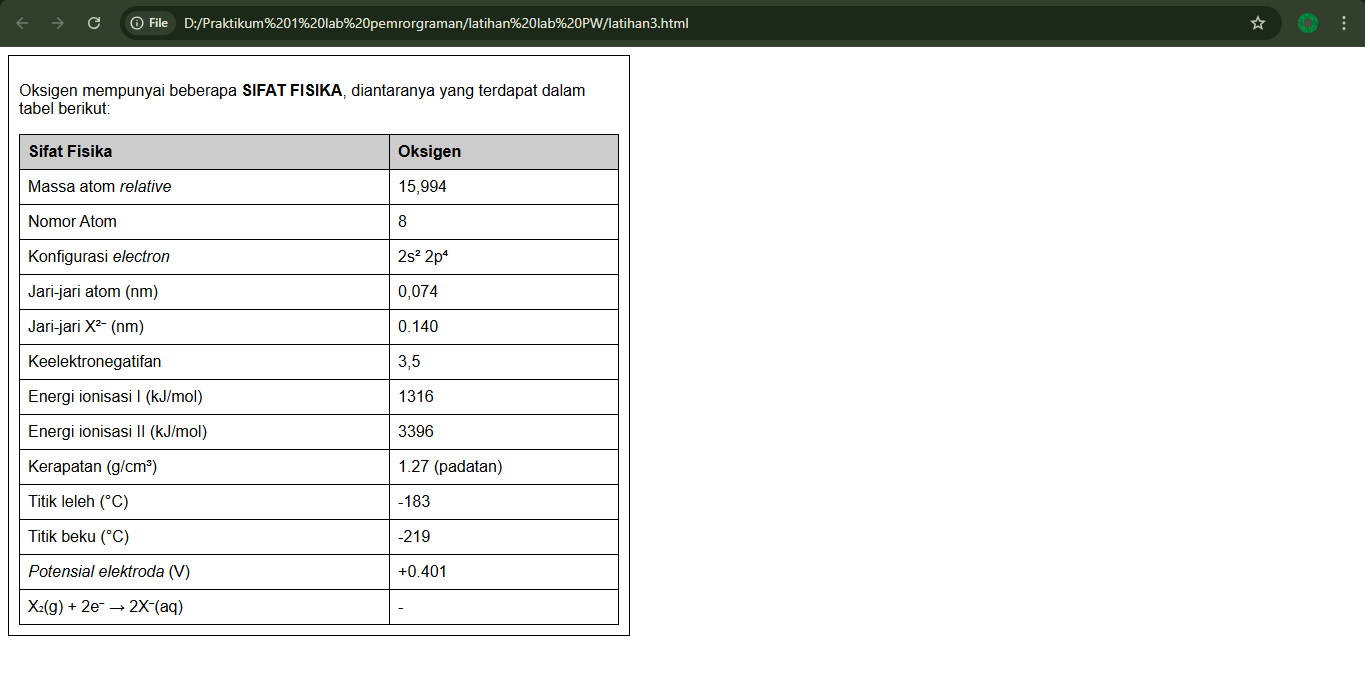 File D:/Praktikum%201%20lab%20pemrorgraman/latihan%20lab%20PW/latihan3.html
Oksigen mempunyai beberapa SIFAT FISIKA, diantaranya yang terdapat dalam
tabel berikut:
Sifat Fisika Oksigen
Massa atom relative 15,994
Nomor Atom 8
Konfigurasi electron 2s² 2p⁴
Jari-jari atom (nm) 0,074
Jari-jari X²⁻ (nm) 0.140
Keelektronegatifan 3,5
Energi ionisasi I (kJ/mol) 1316
Energi ionisasi II (kJ/mol) 3396
Kerapatan (g/cm³) 1.27 (padatan)
Titik leleh (°C) -183
Titik beku (°C) -219
Potensial elektroda (V) +0.401
X₂(g) + 2e⁻ → 2X⁻(aq) -